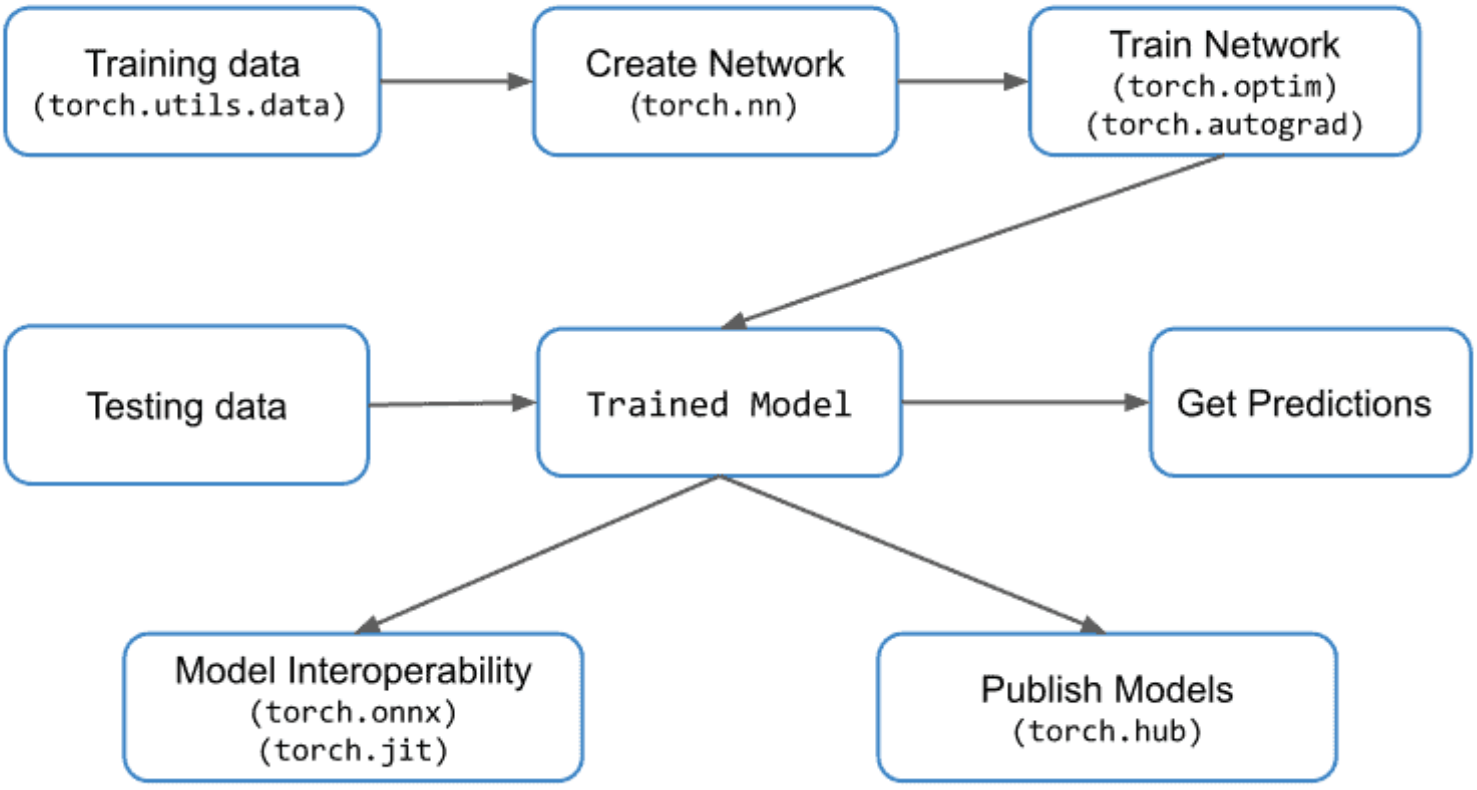 Training data
(torch.utils.data)
Create Network
(torch.nn)
Train Network
(torch.optim)
(torch.autograd)
Testing data
Trained Model
Get Predictions
Model Interoperability
(torch.onnx)
(torch.jit)
Publish Models
(torch.hub)